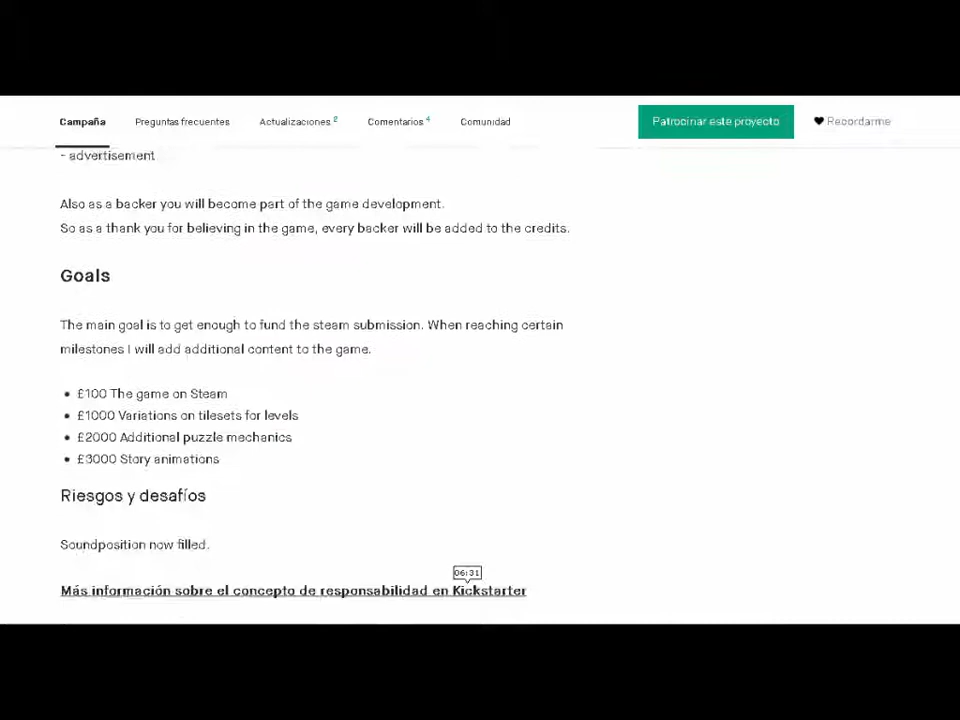 Campaña Preguntas frecuentes Actualizaciones 2 Comentarios 4 Comunidad Patrocinar este proyecto Recordarme
- advertisement
Also as a backer you will become part of the game development.
So as a thank you for believing in the game, every backer will be added to the credits.
Goals
The main goal is to get enough to fund the steam submission. When reaching certain
milestones I will add additional content to the game.
• £100 The game on Steam
• £1000 Variations on tilesets for levels
• £2000 Additional puzzle mechanics
• £3000 Story animations
Riesgos y desafíos
Soundposition now filled.
06:31
Más información sobre el concepto de responsabilidad en Kickstarter